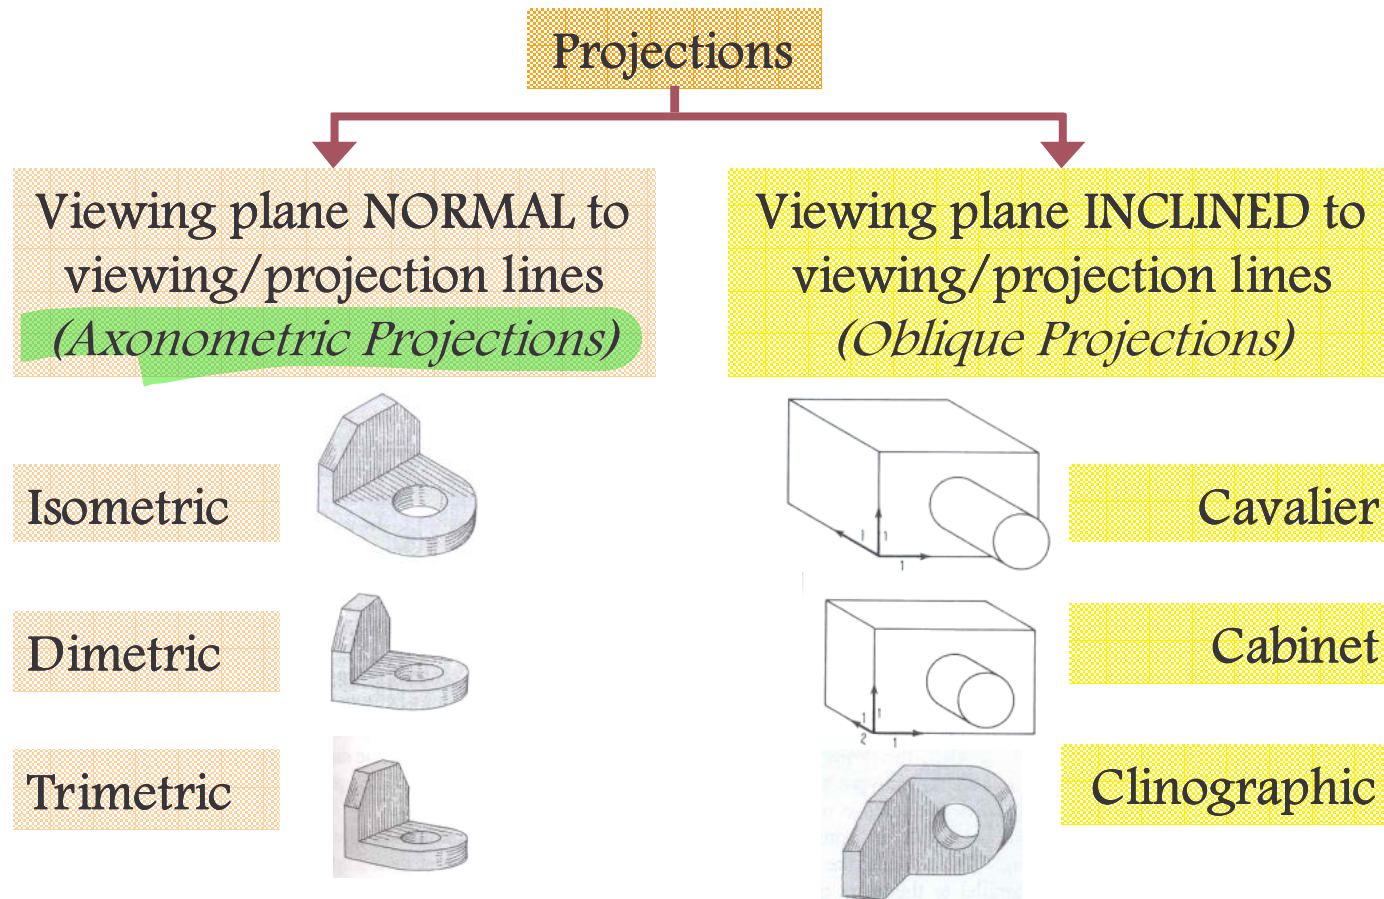 Projections
Viewing plane NORMAL to
viewing/projection lines
(Axonometric Projections)
Viewing plane INCLINED to
viewing/projection lines
(Oblique Projections)
Isometric
Cavalier
1
1
1
Dimetric
Cabinet
1
1
2
1
Trimetric
Clinographic